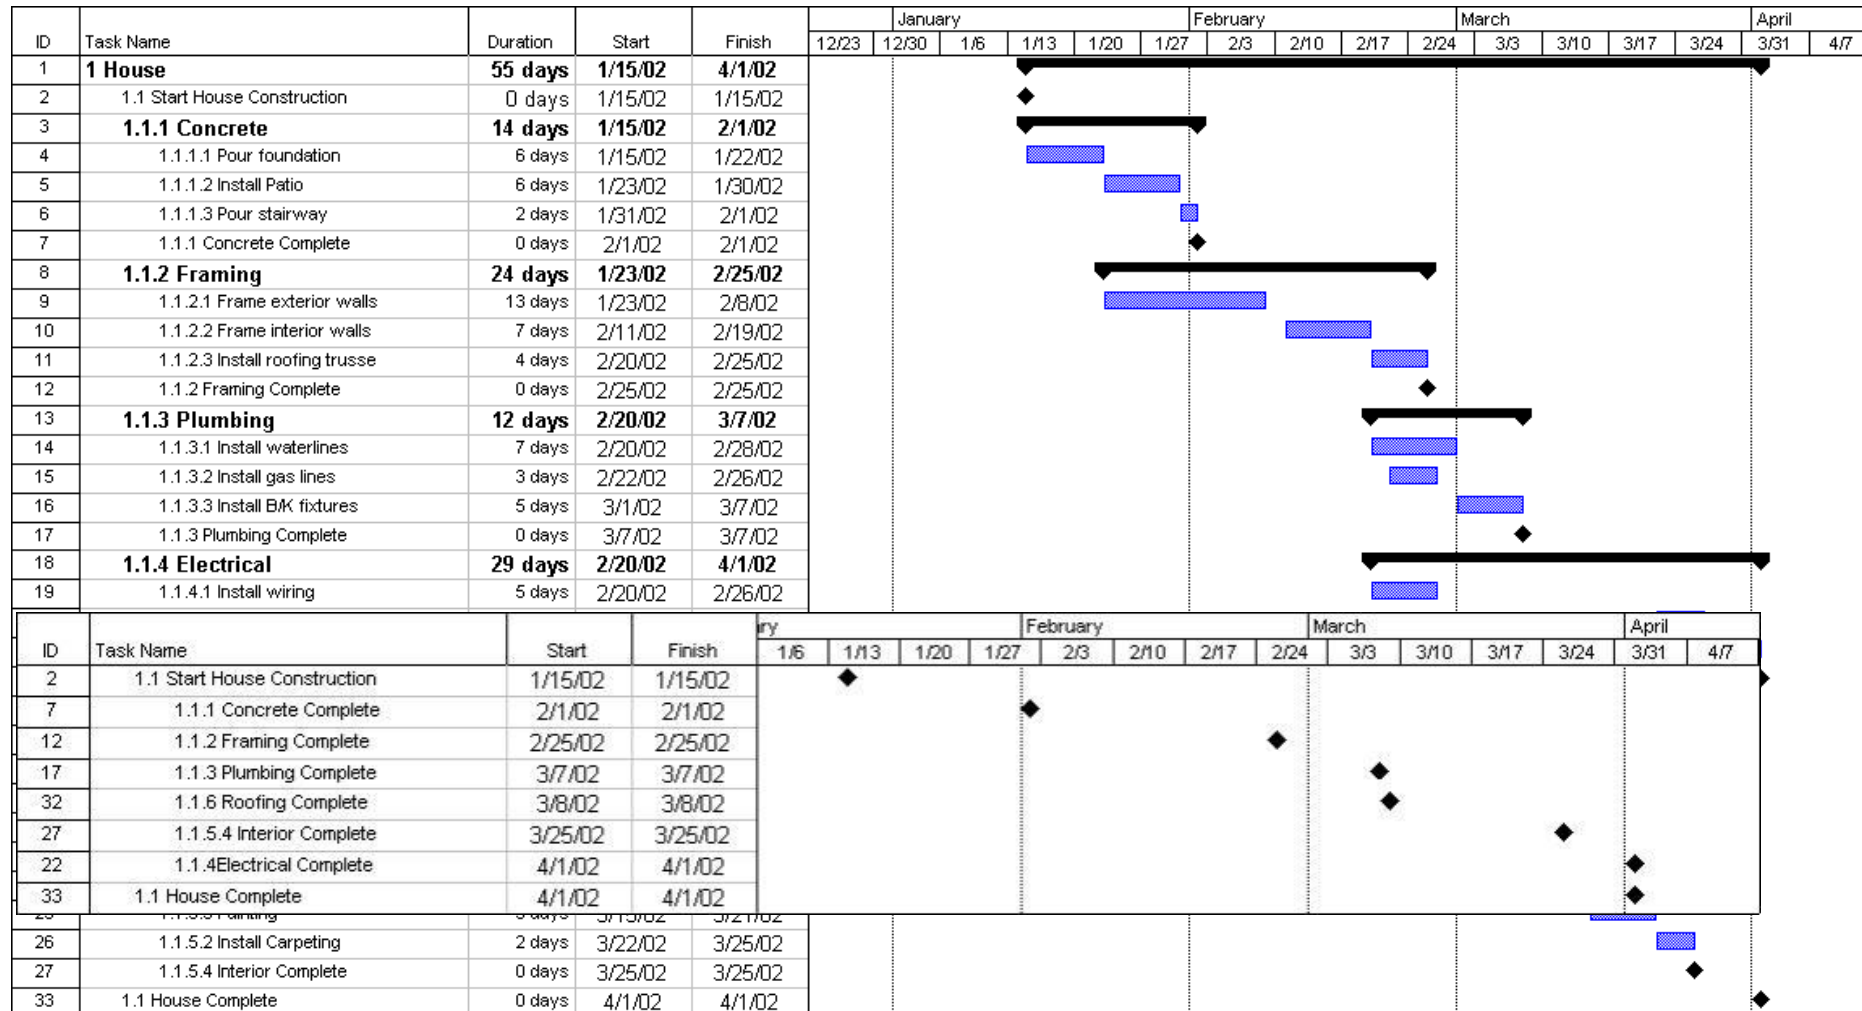 January February March April
ID Task Name Duration Start Finish 12/23 12/30 1/6 1/13 1/20 1/27 2/3 2/10 2/17 2/24 3/3 3/10 3/17 3/24 3/31 4/7
1 1 House 55 days 1/15/02 4/1/02
2 1.1 Start House Construction 0 days 1/15/02 1/15/02
3 1.1.1 Concrete 14 days 1/15/02 2/1/02
4 1.1.1.1 Pour foundation 6 days 1/15/02 1/22/02
5 1.1.1.2 Install Patio 6 days 1/23/02 1/30/02
6 1.1.1.3 Pour stairway 2 days 1/31/02 2/1/02
7 1.1.1 Concrete Complete 0 days 2/1/02 2/1/02
8 1.1.2 Framing 24 days 1/23/02 2/25/02
9 1.1.2.1 Frame exterior walls 13 days 1/23/02 2/8/02
10 1.1.2.2 Frame interior walls 7 days 2/11/02 2/19/02
11 1.1.2.3 Install roofing trusse 4 days 2/20/02 2/25/02
12 1.1.2 Framing Complete 0 days 2/25/02 2/25/02
13 1.1.3 Plumbing 12 days 2/20/02 3/7/02
14 1.1.3.1 Install waterlines 7 days 2/20/02 2/28/02
15 1.1.3.2 Install gas lines 3 days 2/22/02 2/26/02
16 1.1.3.3 Install B/K fixtures 5 days 3/1/02 3/7/02
17 1.1.3 Plumbing Complete 0 days 3/7/02 3/7/02
18 1.1.4 Electrical 29 days 2/20/02 4/1/02
19 1.1.4.1 Install wiring 5 days 2/20/02 2/26/02
ry February March April
ID Task Name Start Finish 1/6 1/13 1/20 1/27 2/3 2/10 2/17 2/24 3/3 3/10 3/17 3/24 3/31 4/7
2 1.1 Start House Construction 1/15/02 1/15/02
7 1.1.1 Concrete Complete 2/1/02 2/1/02
12 1.1.2 Framing Complete 2/25/02 2/25/02
17 1.1.3 Plumbing Complete 3/7/02 3/7/02
32 1.1.6 Roofing Complete 3/8/02 3/8/02
27 1.1.5.4 Interior Complete 3/25/02 3/25/02
22 1.1.4Electrical Complete 4/1/02 4/1/02
33 1.1 House Complete 4/1/02 4/1/02
26 1.1.5.2 Install Carpeting 2 days 3/22/02 3/25/02
27 1.1.5.4 Interior Complete 0 days 3/25/02 3/25/02
33 1.1 House Complete 0 days 4/1/02 4/1/02